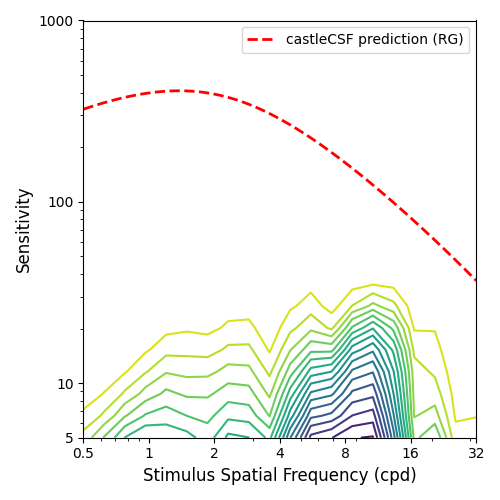 1000
castleCSF prediction (RG)
100
10
5
Sensitivity
0.5 1 2 4 8 16 32
Stimulus Spatial Frequency (cpd)